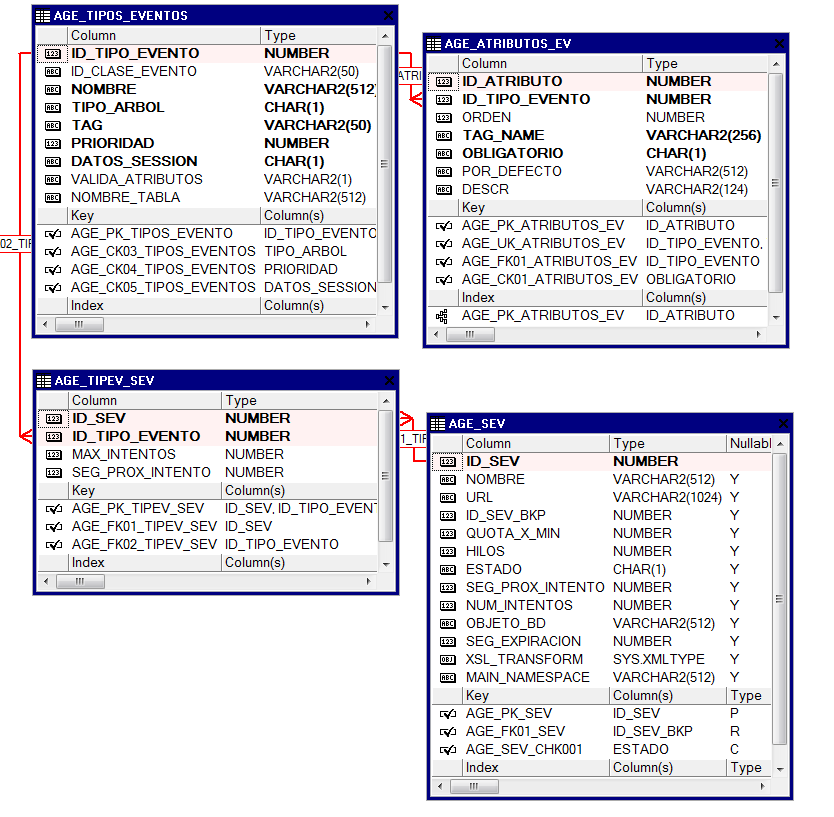 AGE_TIPOS_EVENTOS
Column Type
ID_TIPO_EVENTO NUMBER
ID_CLASE_EVENTO VARCHAR2(50)
NOMBRE VARCHAR2(512)
TIPO_ARBOL CHAR(1)
TAG VARCHAR2(50)
PRIORIDAD NUMBER
DATOS_SESSION CHAR(1)
VALIDA_ATRIBUTOS VARCHAR2(1)
NOMBRE_TABLA VARCHAR2(512)
Key Column(s)
AGE_PK_TIPOS_EVENTO ID_TIPO_EVENTO
AGE_CK03_TIPOS_EVENTOS TIPO_ARBOL
AGE_CK04_TIPOS_EVENTOS PRIORIDAD
AGE_CK05_TIPOS_EVENTOS DATOS_SESSION
Index Column(s)
AGE_ATRIBUTOS_EV
Column Type
ID_ATRIBUTO NUMBER
ID_TIPO_EVENTO NUMBER
ORDEN NUMBER
TAG_NAME VARCHAR2(256)
OBLIGATORIO CHAR(1)
POR_DEFECTO VARCHAR2(512)
DESCR VARCHAR2(124)
Key Column(s)
AGE_PK_ATRIBUTOS_EV ID_ATRIBUTO
AGE_UK_ATRIBUTOS_EV ID_TIPO_EVENTO,
AGE_FK01_ATRIBUTOS_EV ID_TIPO_EVENTO
AGE_CK01_ATRIBUTOS_EV OBLIGATORIO
Index Column(s)
AGE_PK_ATRIBUTOS_EV ID_ATRIBUTO
AGE_TIPEV_SEV
Column Type
ID_SEV NUMBER
ID_TIPO_EVENTO NUMBER
MAX_INTENTOS NUMBER
SEG_PROX_INTENTO NUMBER
Key Column(s)
AGE_PK_TIPEV_SEV ID_SEV, ID_TIPO_EVENT
AGE_FK01_TIPEV_SEV ID_SEV
AGE_FK02_TIPEV_SEV ID_TIPO_EVENTO
Index Column(s)
AGE_SEV
Column Type Nullabl
ID_SEV NUMBER
NOMBRE VARCHAR2(512) Y
URL VARCHAR2(1024) Y
ID_SEV_BKP NUMBER Y
QUOTA_X_MIN NUMBER Y
HILOS NUMBER Y
ESTADO CHAR(1) Y
SEG_PROX_INTENTO NUMBER Y
NUM_INTENTOS NUMBER Y
OBJETO_BD VARCHAR2(512) Y
SEG_EXPIRACION NUMBER Y
XSL_TRANSFORM SYS.XMLTYPE Y
MAIN_NAMESPACE VARCHAR2(512) Y
Key Column(s) Type
AGE_PK_SEV ID_SEV P
AGE_FK01_SEV ID_SEV_BKP R
AGE_SEV_CHK001 ESTADO C
Index Column(s) Type